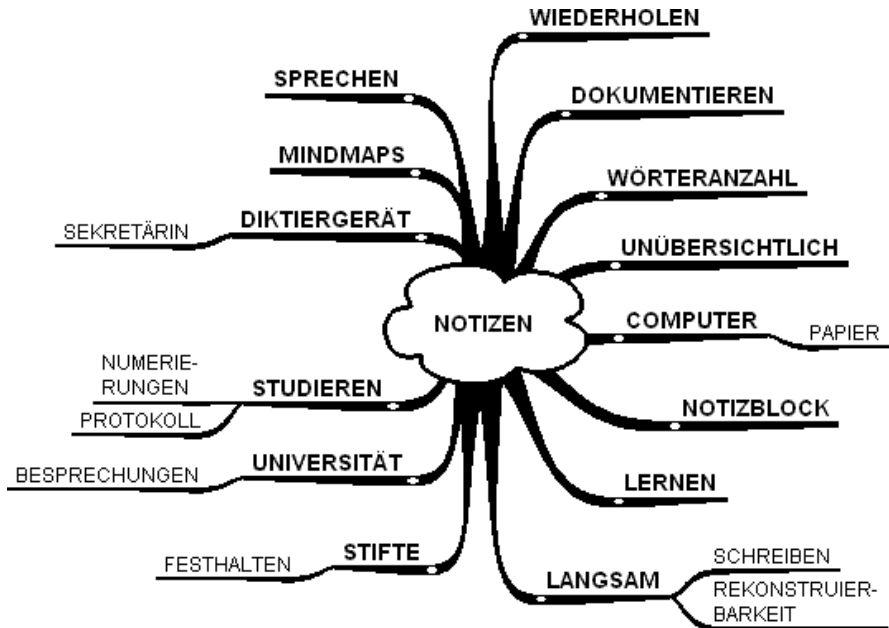 WIEDERHOLEN
SPRECHEN
DOKUMENTIEREN
MINDMAPS
WÖRTERANZAHL
SEKRETÄRIN
DIKTIERGERÄT
UNÜBERSICHTLICH
NOTIZEN
COMPUTER
PAPIER
NUMERIE-
RUNGEN
STUDIEREN
PROTOKOLL
NOTIZBLOCK
BESPRECHUNGEN
UNIVERSITÄT
LERNEN
FESTHALTEN
STIFTE
LANGSAM
SCHREIBEN
REKONSTRUIER-
BARKEIT